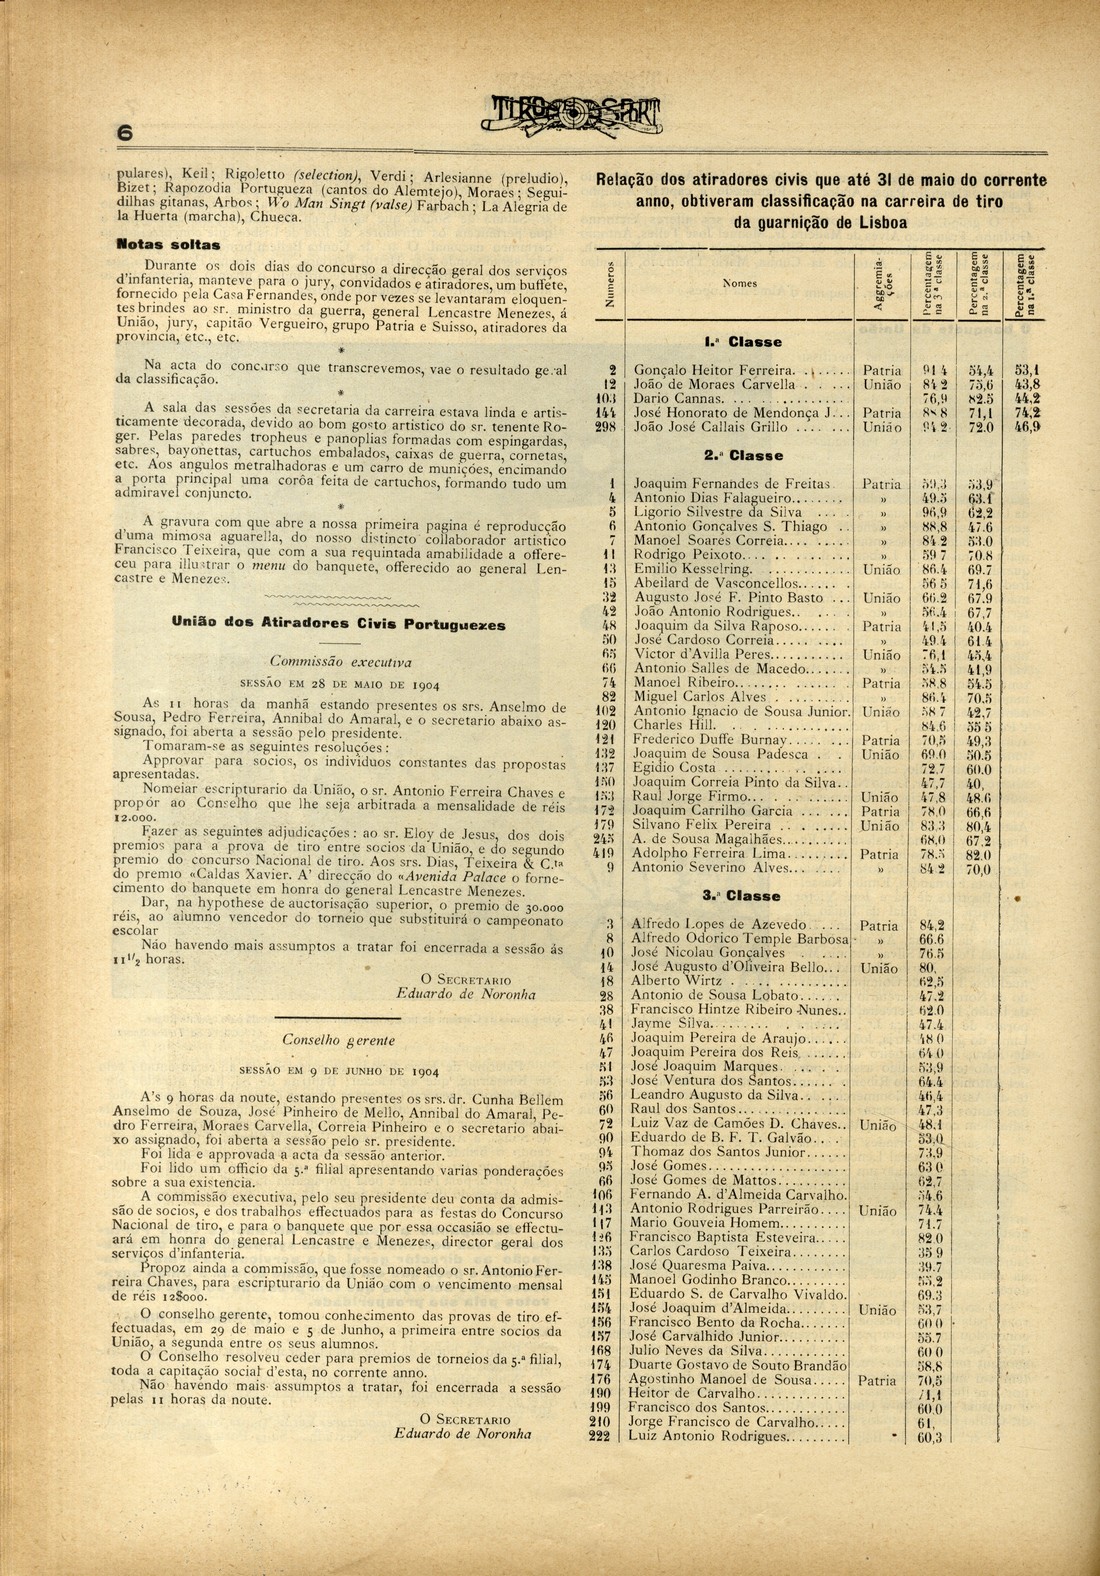 6
TIRO E SPORT
pulares), Keil; Rigoletto (selection), Verdi; Arlesianne (preludio),
Bizet; Rapozodia Portugueza (cantos do Alemtejo), Moraes; Segui-
dilhas gitanas, Arbos; Wo Man Singt (valse) Farbach; La Alegria de
la Huerta (marcha), Chueca.
Notas soltas
Durante os dois dias do concurso a direcção geral dos serviços
d'infanteria, manteve para o jury, convidados e atiradores, um buffete,
fornecido pela Casa Fernandes, onde por vezes se levantaram eloquen-
tes brindes ao sr. ministro da guerra, general Lencastre Menezes, á
União, jury, capitão Vergueiro, grupo Patria e Suisso, atiradores da
provincia, etc., etc.
*
Na acta do concurso que transcrevemos, vae o resultado geral
da classificação.
*
A sala das sessões da secretaria da carreira estava linda e artis-
ticamente decorada, devido ao bom gosto artistico do sr. tenente Ro-
ger. Pelas paredes tropheus e panoplias formadas com espingardas,
sabres, bayonettas, cartuchos embalados, caixas de guerra, cornetas,
etc. Aos angulos metralhadoras e um carro de munições, encimando
a porta principal uma corôa feita de cartuchos, formando tudo um
admiravel conjuncto.
*
A gravura com que abre a nossa primeira pagina é reproducção
d'uma mimosa aguarella, do nosso distincto collaborador artistico
Francisco Teixeira, que com a sua requintada amabilidade a offere-
ceu para illustrar o menu do banquete, offerecido ao general Len-
castre e Menezes.
União dos Atiradores Civis Portuguezes
Commissão executiva
SESSÃO EM 28 DE MAIO DE 1904
As 11 horas da manhã estando presentes os srs. Anselmo de
Sousa, Pedro Ferreira, Annibal do Amaral, e o secretario abaixo as-
signado, foi aberta a sessão pelo presidente.
Tomaram-se as seguintes resoluções:
Approvar para socios, os individuos constantes das propostas
apresentadas.
Nomeiar escripturario da União, o sr. Antonio Ferreira Chaves e
propôr ao Conselho que lhe seja arbitrada a mensalidade de réis
12.000.
Fazer as seguintes adjudicações: ao sr. Eloy de Jesus, dos dois
premios para a prova de tiro entre socios da União, e do segundo
premio do concurso Nacional de tiro. Aos srs. Dias, Teixeira & C.ta
do premio «Caldas Xavier. A' direcção do «Avenida Palace o forne-
cimento do banquete em honra do general Lencastre Menezes.
Dar, na hypothese de auctorisação superior, o premio de 30.000
réis, ao alumno vencedor do torneio que substituirá o campeonato
escolar
Não havendo mais assumptos a tratar foi encerrada a sessão ás
11 1/2 horas.
O SECRETARIO
Eduardo de Noronha
Conselho gerente
SESSÃO EM 9 DE JUNHO DE 1904
A's 9 horas da noute, estando presentes os srs. dr. Cunha Bellem
Anselmo de Souza, José Pinheiro de Mello, Annibal do Amaral, Pe-
dro Ferreira, Moraes Carvella, Correia Pinheiro e o secretario abai-
xo assignado, foi aberta a sessão pelo sr. presidente.
Foi lida e approvada a acta da sessão anterior.
Foi lido um officio da 5.ª filial apresentando varias ponderações
sobre a sua existencia.
A commissão executiva, pelo seu presidente deu conta da admis-
são de socios, e dos trabalhos effectuados para as festas do Concurso
Nacional de tiro, e para o banquete que por essa occasião se effectu-
ará em honra do general Lencastre e Menezes, director geral dos
serviços d'infanteria.
Propoz ainda a commissão, que fosse nomeado o sr. Antonio Fer-
reira Chaves, para escripturario da União com o vencimento mensal
de réis 12$000.
O conselho gerente, tomou conhecimento das provas de tiro ef-
fectuadas, em 29 de maio e 5 de Junho, a primeira entre socios da
União, a segunda entre os seus alumnos.
O Conselho resolveu ceder para premios de torneios da 5.ª filial,
toda a capitação social d'esta, no corrente anno.
Não havendo mais assumptos a tratar, foi encerrada a sessão
pelas 11 horas da noute.
O SECRETARIO
Eduardo de Noronha
Relação dos atiradores civis que até 31 de maio do corrente
anno, obtiveram classificação na carreira de tiro
da guarnição de Lisboa
Numeros Nomes Aggremiações Percentagem na 3.ª classe Percentagem na 2.ª classe Percentagem na 1.ª classe
1.ª Classe
2 Gonçalo Heitor Ferreira. Patria 91 4 54,4 53,1
12 João de Moraes Carvella União 84 2 75,6 43,8
103 Dario Cannas. 76,9 82.5 44,2
144 José Honorato de Mendonça J... Patria 88 8 71,1 74,2
298 João José Callais Grillo União 94 2 72.0 46,9
2.ª Classe
1 Joaquim Fernandes de Freitas Patria 59,3 53,9
4 Antonio Dias Falagueiro » 49.5 63.1
5 Ligorio Silvestre da Silva » 96,9 62,2
6 Antonio Gonçalves S. Thiago » 88,8 47.6
7 Manoel Soares Correia » 84 2 53.0
11 Rodrigo Peixoto » 59 7 70.8
13 Emilio Kesselring. União 86.4 69.7
15 Abeilard de Vasconcellos 56 5 71,6
32 Augusto José F. Pinto Basto União 66.2 67.9
42 João Antonio Rodrigues » 56.4 67,7
48 Joaquim da Silva Raposo Patria 41,5 40.4
50 José Cardoso Correia » 49.4 61.4
65 Victor d'Avilla Peres União 76,1 45,4
66 Antonio Salles de Macedo » 54.5 41,9
74 Manoel Ribeiro Patria 58.8 54.5
82 Miguel Carlos Alves » 86.4 70.5
102 Antonio Ignacio de Sousa Junior. União 58 7 42,7
120 Charles Hill. 84.6 55 5
121 Frederico Duffe Burnay Patria 70,5 49,3
132 Joaquim de Sousa Padesca União 69.0 50.5
137 Egidio Costa 72.7 60.0
150 Joaquim Correia Pinto da Silva.. 47,7 40,
153 Raul Jorge Firmo União 47,8 48.6
172 Joaquim Carrilho Garcia Patria 78,0 66,6
179 Silvano Felix Pereira União 83.3 80,4
245 A. de Sousa Magalhães 68,0 67.2
419 Adolpho Ferreira Lima Patria 78.5 82.0
9 Antonio Severino Alves » 84 2 70,0
3.ª Classe
3 Alfredo Lopes de Azevedo Patria 84,2
8 Alfredo Odorico Temple Barbosa » 66.6
10 José Nicolau Gonçalves » 76.5
14 José Augusto d'Oliveira Bello União 80,
18 Alberto Wirtz 62,5
28 Antonio de Sousa Lobato 47.2
38 Francisco Hintze Ribeiro Nunes.. 62.0
41 Jayme Silva 47.4
46 Joaquim Pereira de Araujo 48 0
47 Joaquim Pereira dos Reis 64 0
51 José Joaquim Marques 53,9
53 José Ventura dos Santos 64.4
56 Leandro Augusto da Silva 46,4
60 Raul dos Santos 47,3
72 Luiz Vaz de Camões D. Chaves.. União 48.1
90 Eduardo de B. F. T. Galvão 53,0
94 Thomaz dos Santos Junior 73,9
95 José Gomes 63 0
66 José Gomes de Mattos 62,7
106 Fernando A. d'Almeida Carvalho. 54.6
113 Antonio Rodrigues Parreirão União 74.4
117 Mario Gouveia Homem 71.7
126 Francisco Baptista Esteveira 82.0
135 Carlos Cardoso Teixeira 35 9
138 José Quaresma Paiva 39.7
145 Manoel Godinho Branco 55,2
151 Eduardo S. de Carvalho Vivaldo. 69.3
154 José Joaquim d'Almeida União 53,7
156 Francisco Bento da Rocha 60 0
157 José Carvalhido Junior 55.7
168 Julio Neves da Silva 60 0
174 Duarte Gostavo de Souto Brandão 58,8
176 Agostinho Manoel de Sousa Patria 70,5
190 Heitor de Carvalho 71,1
199 Francisco dos Santos 60,0
210 Jorge Francisco de Carvalho 61,
222 Luiz Antonio Rodrigues 60,3